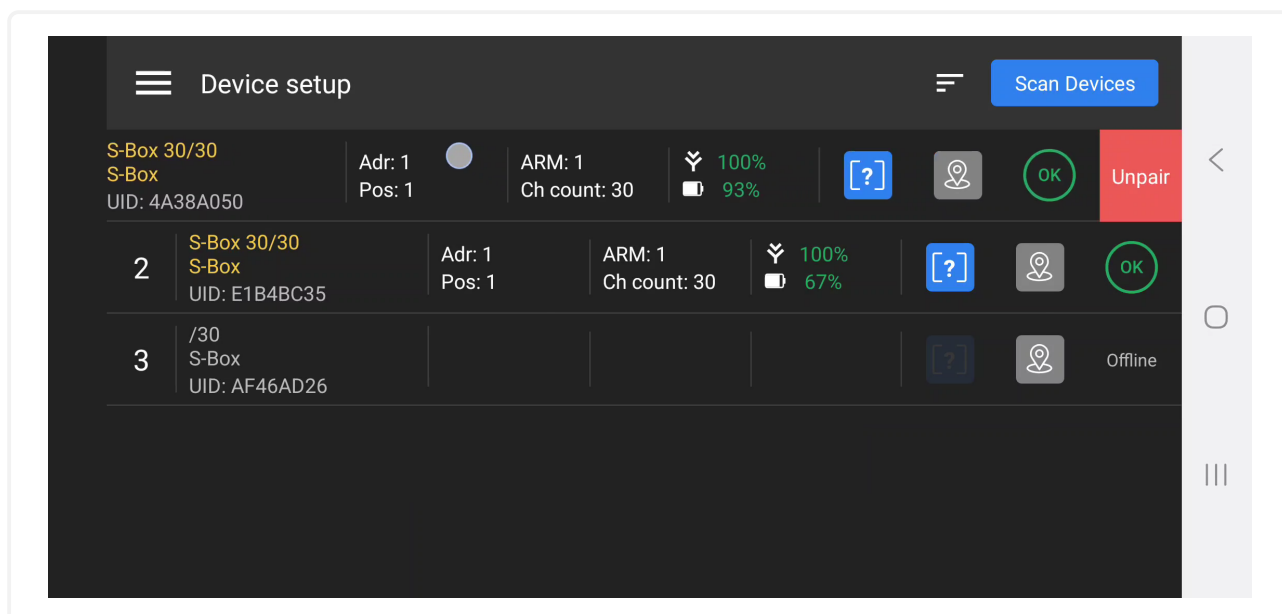 Device setup
Scan Devices
S-Box 30/30
S-Box
UID: 4A38A050
Adr: 1
Pos: 1
ARM: 1
Ch count: 30
100%
93%
[?]
OK
Unpair
2
S-Box 30/30
S-Box
UID: E1B4BC35
Adr: 1
Pos: 1
ARM: 1
Ch count: 30
100%
67%
[?]
OK
3
/30
S-Box
UID: AF46AD26
[?]
Offline